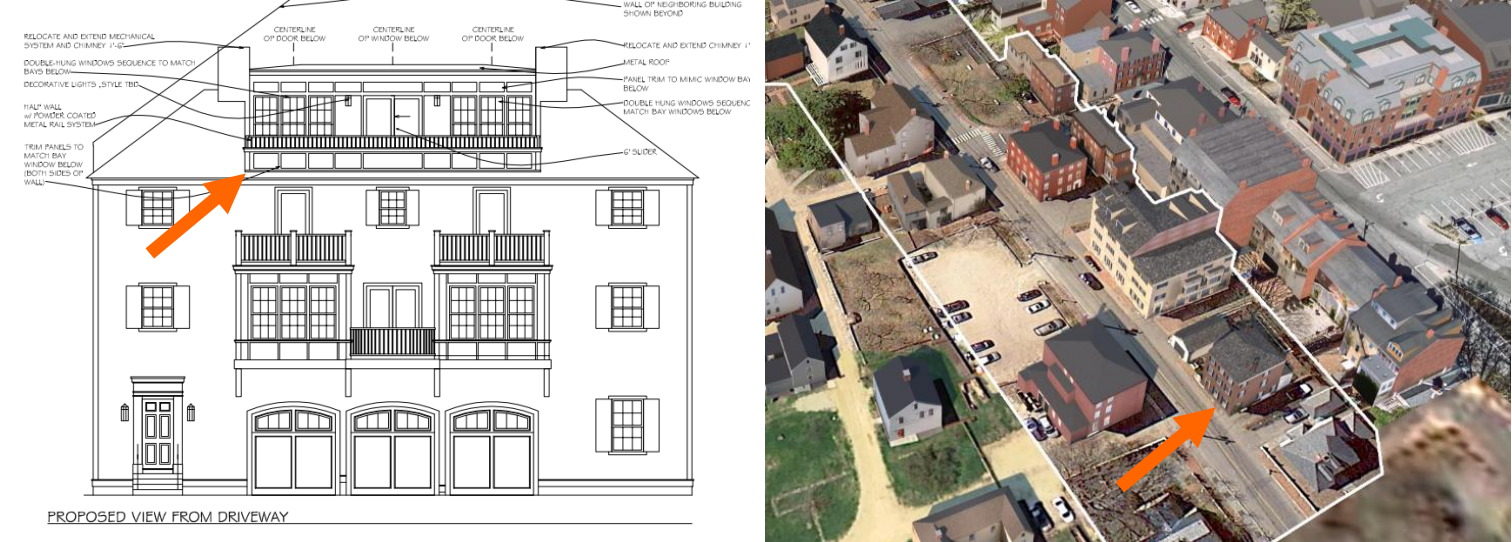 WALL OF NEIGHBORING BUILDING
SHOWN BEYOND
RELOCATE AND EXTEND MECHANICAL
SYSTEM AND CHIMNEY 1'-6"
CENTERLINE
OF DOOR BELOW
CENTERLINE
OF WINDOW BELOW
CENTERLINE
OF DOOR BELOW
RELOCATE AND EXTEND CHIMNEY 1'
DOUBLE-HUNG WINDOWS SEQUENCE TO MATCH
BAYS BELOW
METAL ROOF
DECORATIVE LIGHTS ,STYLE TBD
PANEL TRIM TO MIMIC WINDOW BAY
BELOW
HALF WALL
w/ POWDER COATED
METAL RAIL SYSTEM
DOUBLE HUNG WINDOWS SEQUENC
MATCH BAY WINDOWS BELOW
TRIM PANELS TO
MATCH BAY
WINDOW BELOW
(BOTH SIDES OF
WALL)
6' SLIDER
PROPOSED VIEW FROM DRIVEWAY